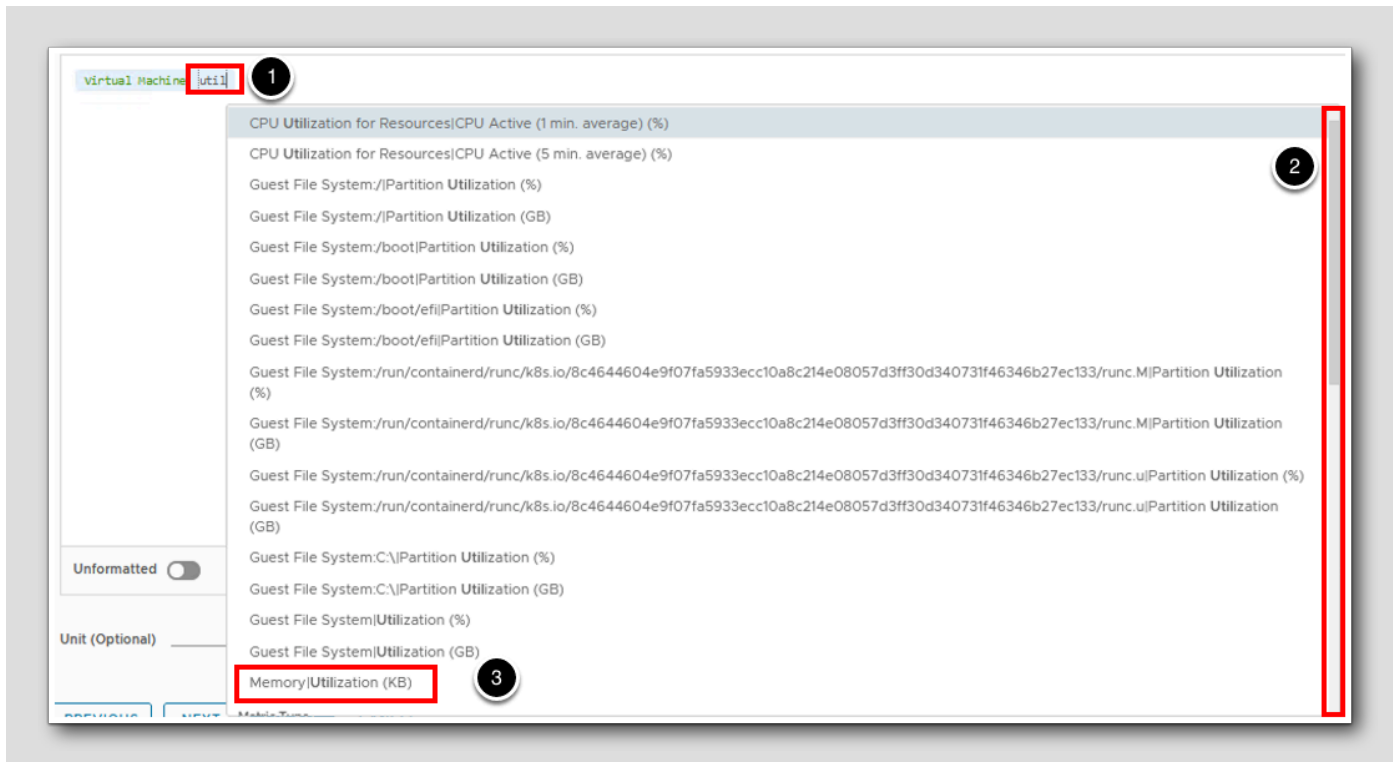 Virtual Machine util
1
CPU Utilization for Resources|CPU Active (1 min. average) (%)
CPU Utilization for Resources|CPU Active (5 min. average) (%)
2
Guest File System:/|Partition Utilization (%)
Guest File System:/|Partition Utilization (GB)
Guest File System:/boot|Partition Utilization (%)
Guest File System:/boot|Partition Utilization (GB)
Guest File System:/boot/efi|Partition Utilization (%)
Guest File System:/boot/efi|Partition Utilization (GB)
Guest File System:/run/containerd/runc/k8s.io/8c4644604e9f07fa5933ecc10a8c214e08057d3ff30d340731f46346b27ec133/runc.M|Partition Utilization
(%)
Guest File System:/run/containerd/runc/k8s.io/8c4644604e9f07fa5933ecc10a8c214e08057d3ff30d340731f46346b27ec133/runc.M|Partition Utilization
(GB)
Guest File System:/run/containerd/runc/k8s.io/8c4644604e9f07fa5933ecc10a8c214e08057d3ff30d340731f46346b27ec133/runc.u|Partition Utilization (%)
Guest File System:/run/containerd/runc/k8s.io/8c4644604e9f07fa5933ecc10a8c214e08057d3ff30d340731f46346b27ec133/runc.u|Partition Utilization
(GB)
Guest File System:C:\|Partition Utilization (%)
Guest File System:C:\|Partition Utilization (GB)
Guest File System|Utilization (%)
Guest File System|Utilization (GB)
Memory|Utilization (KB)
3
Unformatted
Unit (Optional)
PREVIOUS
NEXT
Metric Type